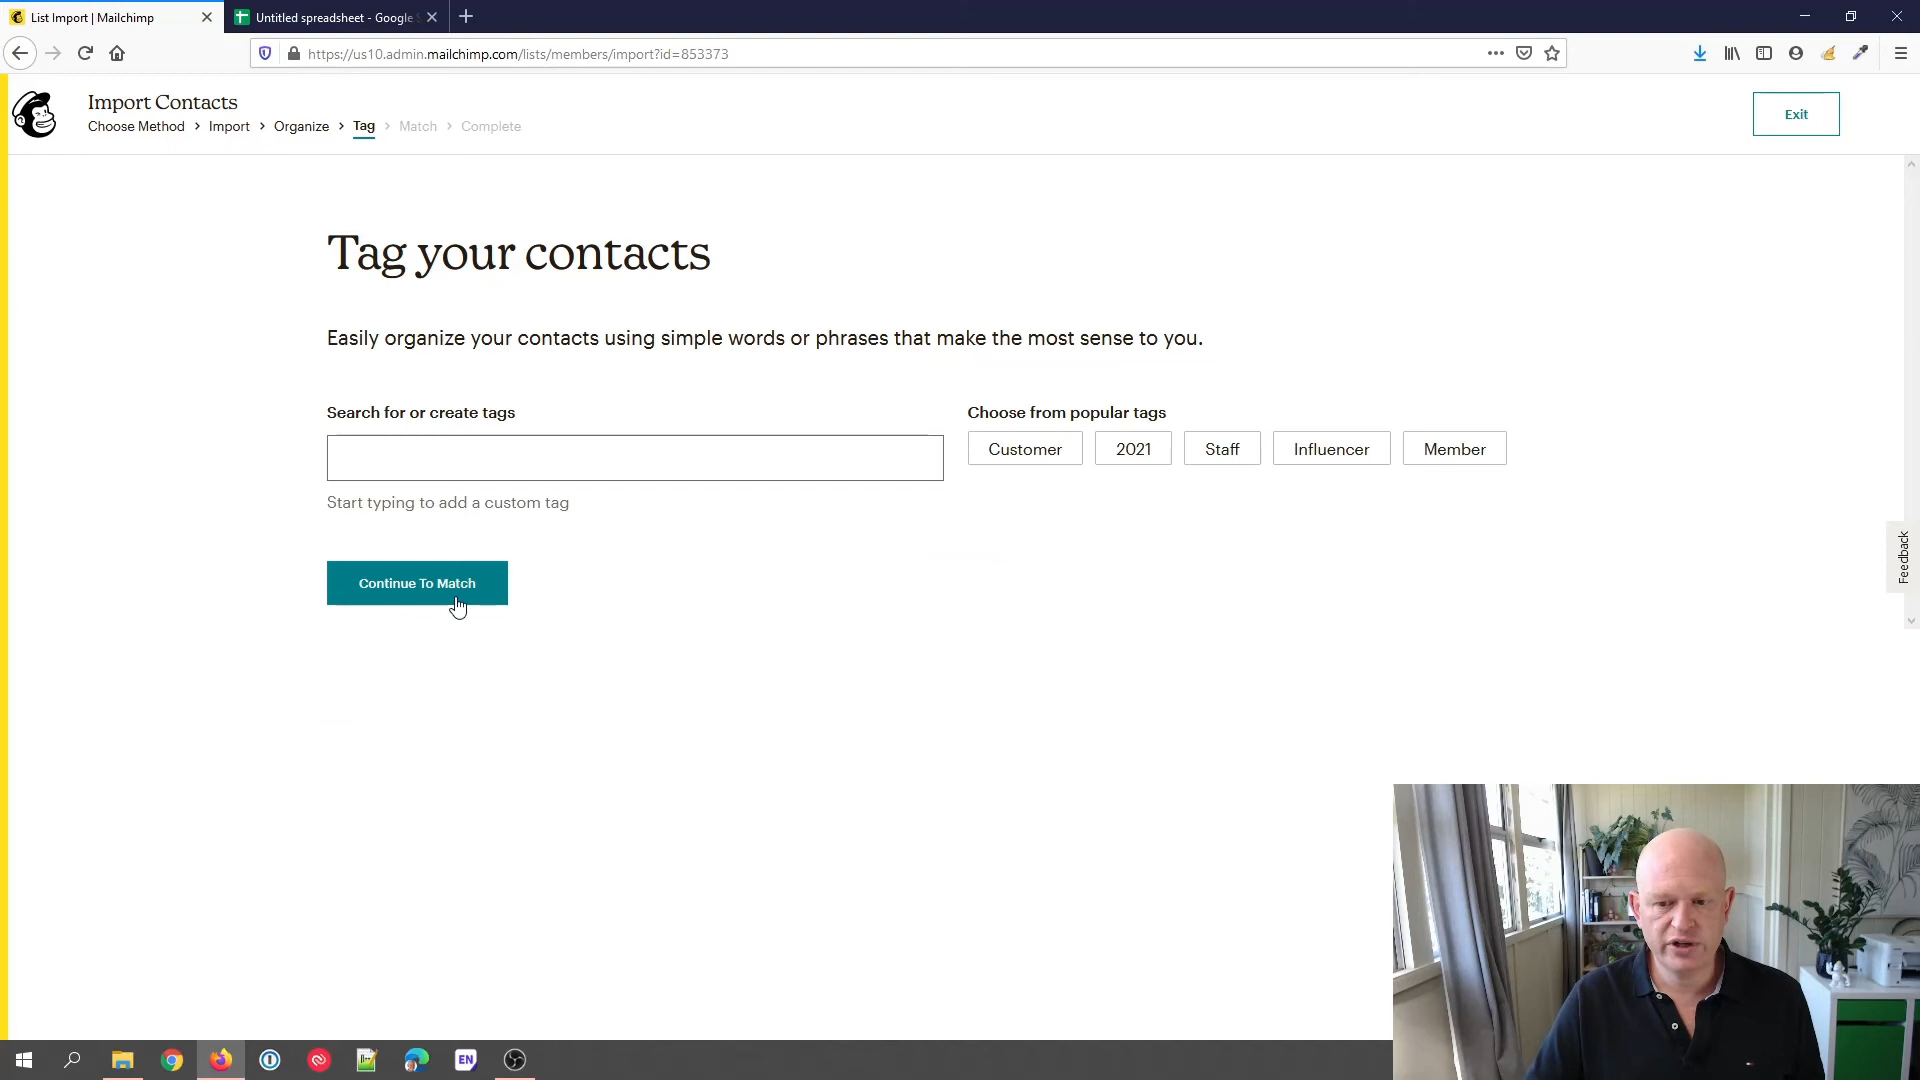 List Import | Mailchimp
Untitled spreadsheet - Google S
https://us10.admin.mailchimp.com/lists/members/import?id=853373
Import Contacts
Choose Method > Import > Organize > Tag > Match > Complete
Exit
Tag your contacts
Easily organize your contacts using simple words or phrases that make the most sense to you.
Search for or create tags
Choose from popular tags
Customer 2021 Staff Influencer Member
Start typing to add a custom tag
Continue To Match
Feedback
EN